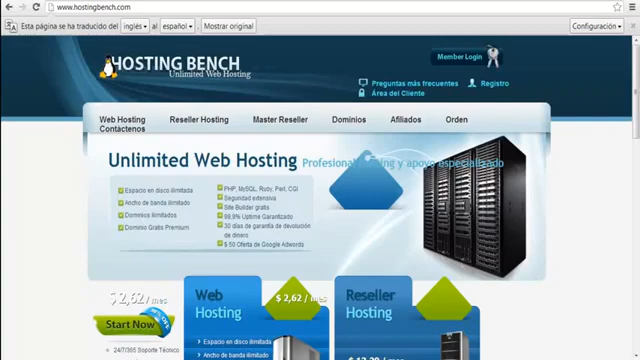 www.hostingbench.com
Esta página se ha traducido del inglés al español Mostrar original Configuración
HOSTING BENCH
Unlimited Web Hosting
Member Login
Preguntas más frecuentes Registro
Área del Cliente
Web Hosting Reseller Hosting Master Reseller Dominios Afiliados Orden
Contáctenos
Unlimited Web Hosting Profesional hosting y apoyo especializado
Espacio en disco ilimitada
Ancho de banda ilimitado
Dominios ilimitados
Dominio Gratis Premium
PHP, MySQL, Ruby, Perl, CGI
Seguridad extensiva
Site Builder gratis
99,9% Uptime Garantizado
30 días de garantía de devolución
de dinero
$ 50 Oferta de Google Adwords
$ 2,62 / mes
Start Now
24/7/365 Soporte Técnico
Web
Hosting
$ 2,62 / mes
Espacio en disco ilimitada
Ancho de banda ilimitado
Reseller
Hosting